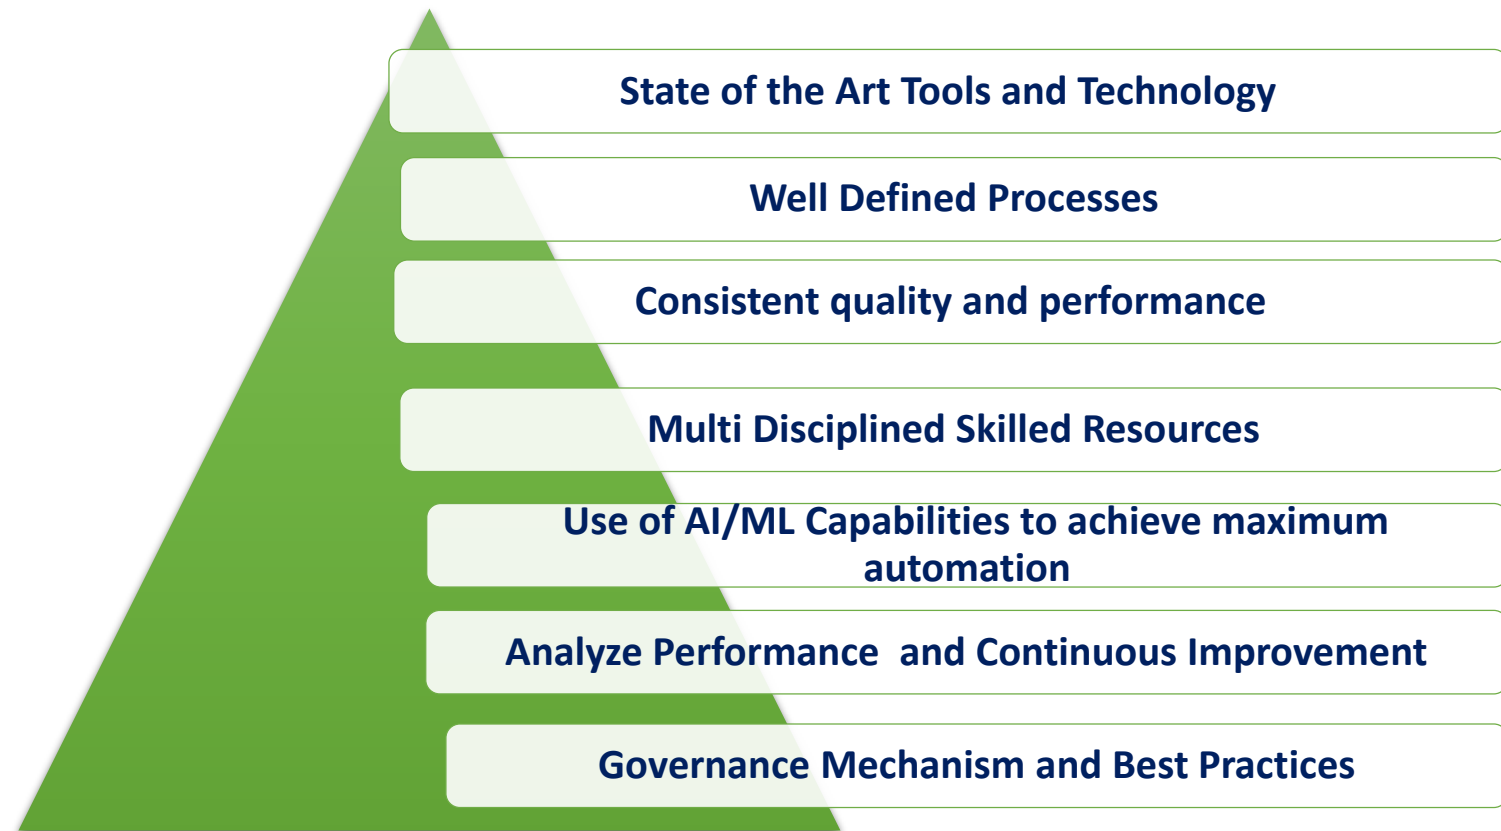 State of the Art Tools and Technology
Well Defined Processes
Consistent quality and performance
Multi Disciplined Skilled Resources
Use of AI/ML Capabilities to achieve maximum
automation
Analyze Performance  and Continuous Improvement
Governance Mechanism and Best Practices